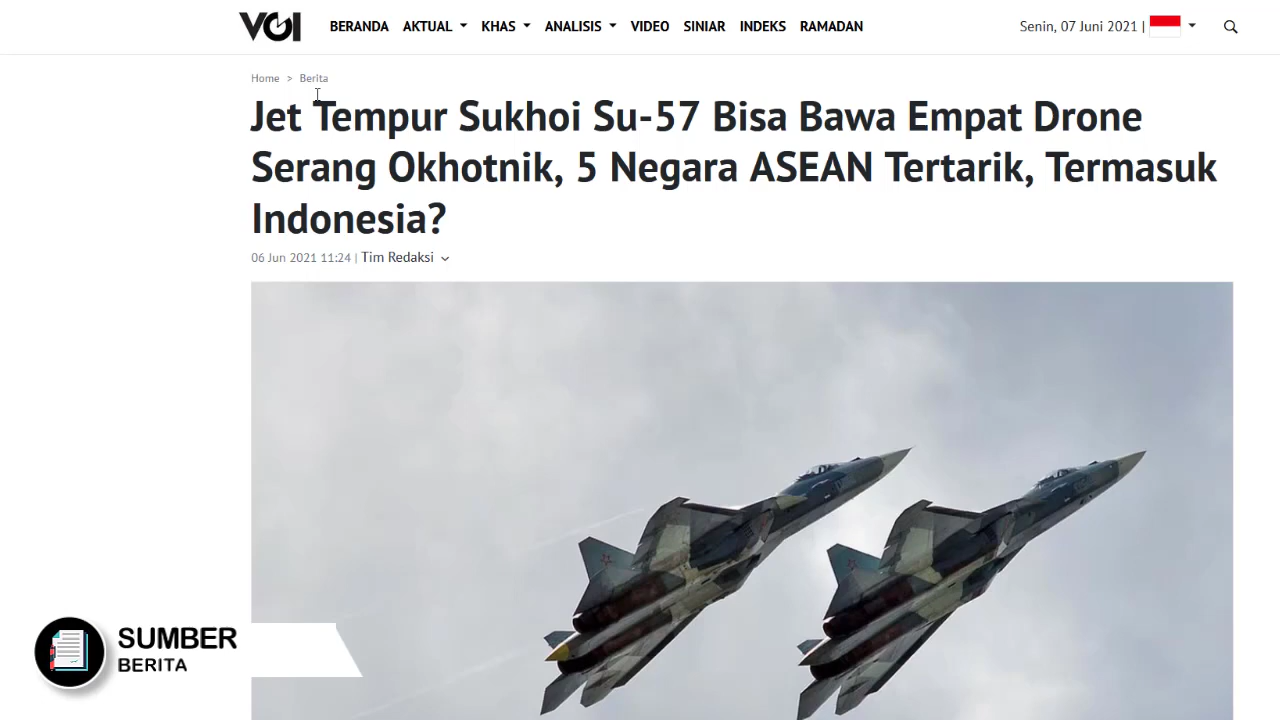 VOI BERANDA AKTUAL KHAS ANALISIS VIDEO SINIAR INDEKS RAMADAN Senin, 07 Juni 2021 |
Home > Berita
Jet Tempur Sukhoi Su-57 Bisa Bawa Empat Drone
Serang Okhotnik, 5 Negara ASEAN Tertarik, Termasuk
Indonesia?
06 Jun 2021 11:24 | Tim Redaksi
SUMBER
BERITA